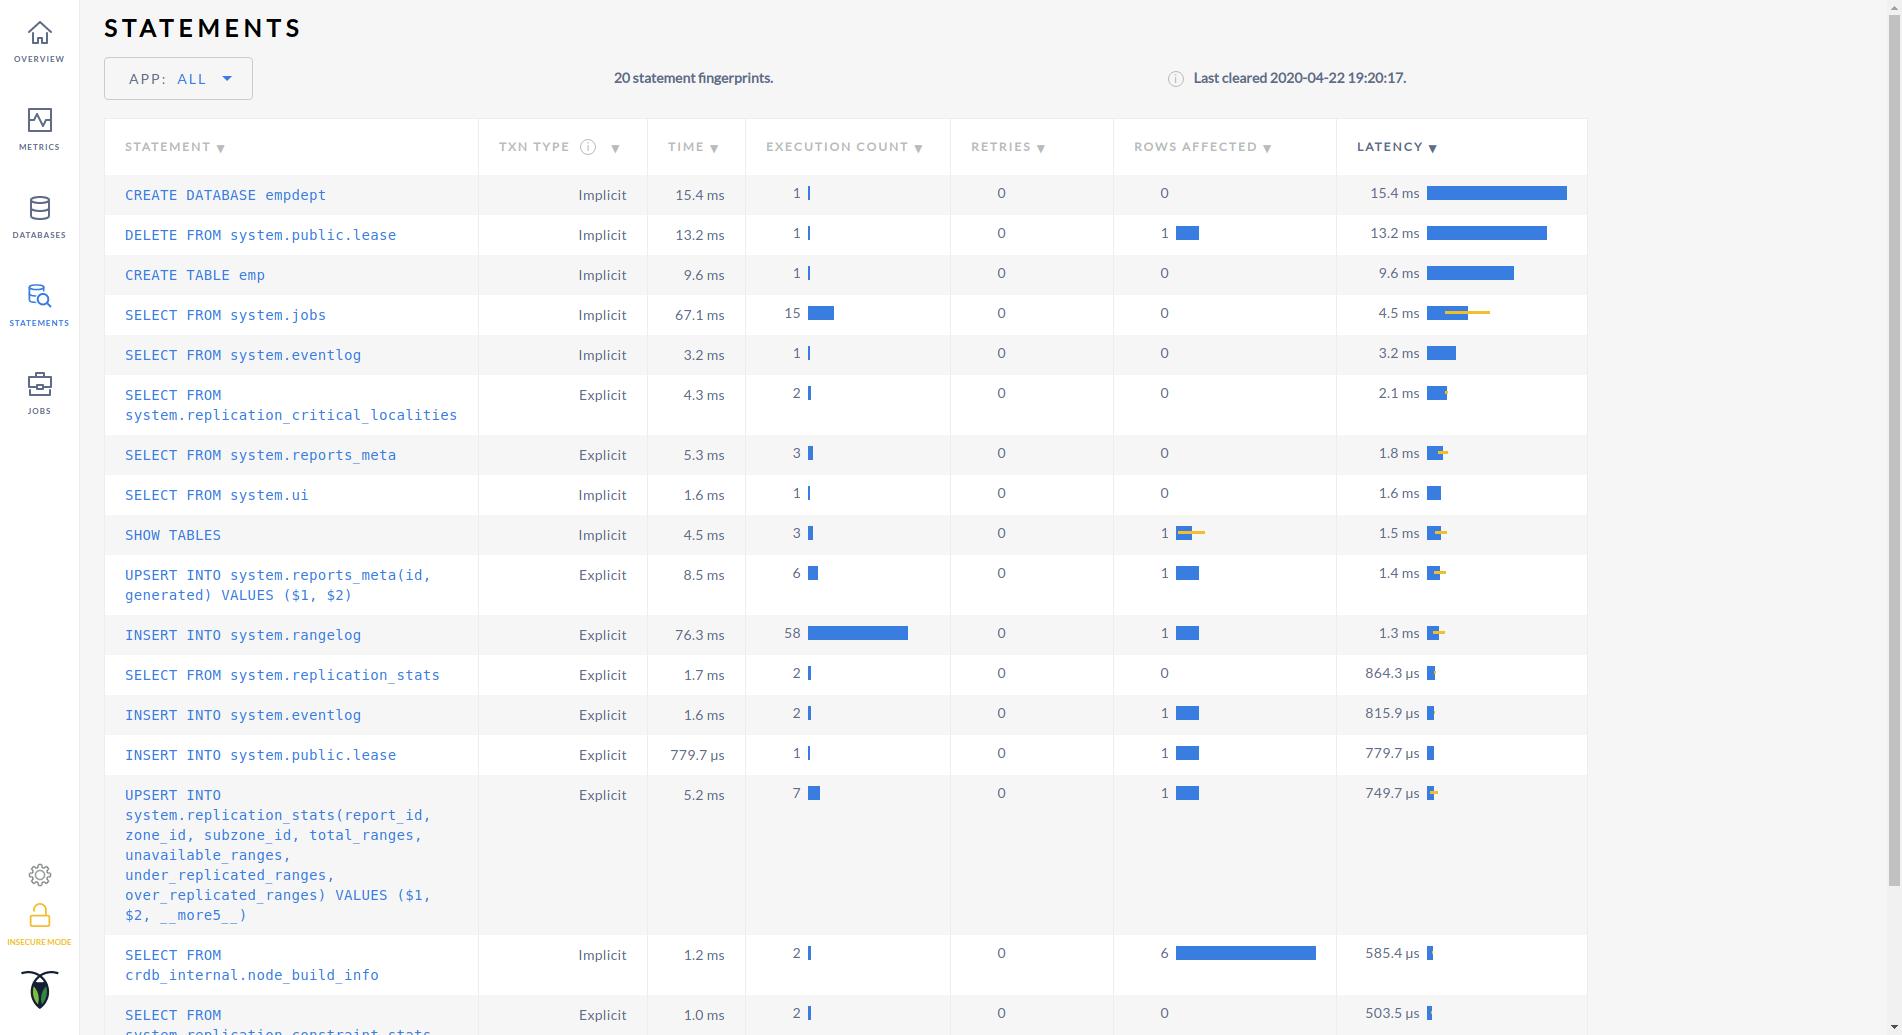 STATEMENTS
OVERVIEW
METRICS
DATABASES
STATEMENTS
JOBS
INSECURE MODE
APP: ALL
20 statement fingerprints.
Last cleared 2020-04-22 19:20:17.
STATEMENT TXN TYPE TIME EXECUTION COUNT RETRIES ROWS AFFECTED LATENCY
CREATE DATABASE empdept Implicit 15.4 ms 1 0 0 15.4 ms
DELETE FROM system.public.lease Implicit 13.2 ms 1 0 1 13.2 ms
CREATE TABLE emp Implicit 9.6 ms 1 0 0 9.6 ms
SELECT FROM system.jobs Implicit 67.1 ms 15 0 0 4.5 ms
SELECT FROM system.eventlog Implicit 3.2 ms 1 0 0 3.2 ms
SELECT FROM Explicit 4.3 ms 2 0 0 2.1 ms
system.replication_critical_localities
SELECT FROM system.reports_meta Explicit 5.3 ms 3 0 0 1.8 ms
SELECT FROM system.ui Implicit 1.6 ms 1 0 0 1.6 ms
SHOW TABLES Implicit 4.5 ms 3 0 1 1.5 ms
UPSERT INTO system.reports_meta(id, Explicit 8.5 ms 6 0 1 1.4 ms
generated) VALUES ($1, $2)
INSERT INTO system.rangelog Explicit 76.3 ms 58 0 1 1.3 ms
SELECT FROM system.replication_stats Explicit 1.7 ms 2 0 0 864.3 µs
INSERT INTO system.eventlog Explicit 1.6 ms 2 0 1 815.9 µs
INSERT INTO system.public.lease Explicit 779.7 µs 1 0 1 779.7 µs
UPSERT INTO Explicit 5.2 ms 7 0 1 749.7 µs
system.replication_stats(report_id,
zone_id, subzone_id, total_ranges,
unavailable_ranges,
under_replicated_ranges,
over_replicated_ranges) VALUES ($1,
$2, __more5__)
SELECT FROM Implicit 1.2 ms 2 0 6 585.4 µs
crdb_internal.node_build_info
SELECT FROM Explicit 1.0 ms 2 0 0 503.5 µs
system.replication_constraint_stats